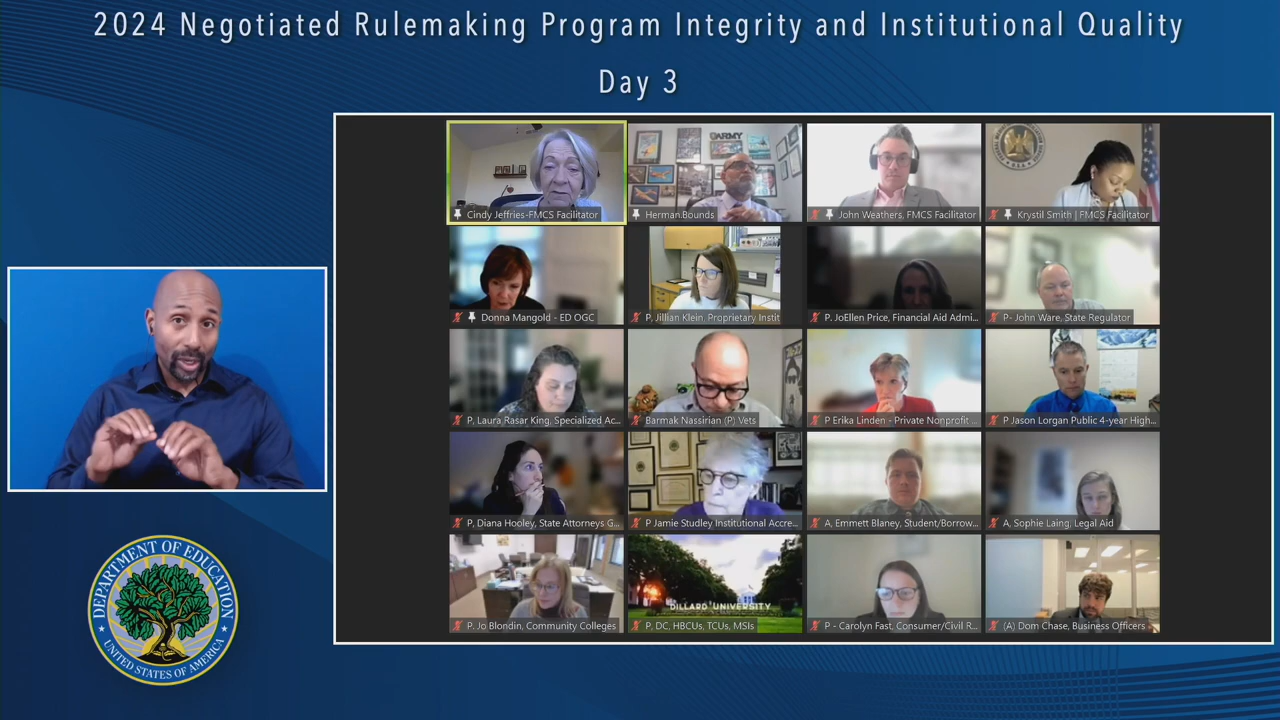 2024 Negotiated Rulemaking Program Integrity and Institutional Quality
Day 3
ARMY
Cindy Jeffries-FMCS Facilitator
Herman Bounds
John Weathers, FMCS Facilitator
Krystil Smith | FMCS Facilitator
Donna Mangold - ED OGC
P, Jillian Klein, Proprietary Instit
P. JoEllen Price, Financial Aid Admi...
P- John Ware, State Regulator
P, Laura Rasar King, Specialized Ac...
Barmak Nassirian (P) Vets
P Erika Linden - Private Nonprofit ...
P Jason Lorgan Public 4-year High...
P, Diana Hooley, State Attorneys G...
P Jamie Studley Institutional Accre...
A, Emmett Blaney, Student/Borrow...
A, Sophie Laing, Legal Aid
DILLARD UNIVERSITY
P, Jo Blondin, Community Colleges
P, DC, HBCUs, TCUs, MSIs
P - Carolyn Fast, Consumer/Civil R...
(A) Dom Chase, Business Officers
DEPARTMENT OF EDUCATION
UNITED STATES OF AMERICA